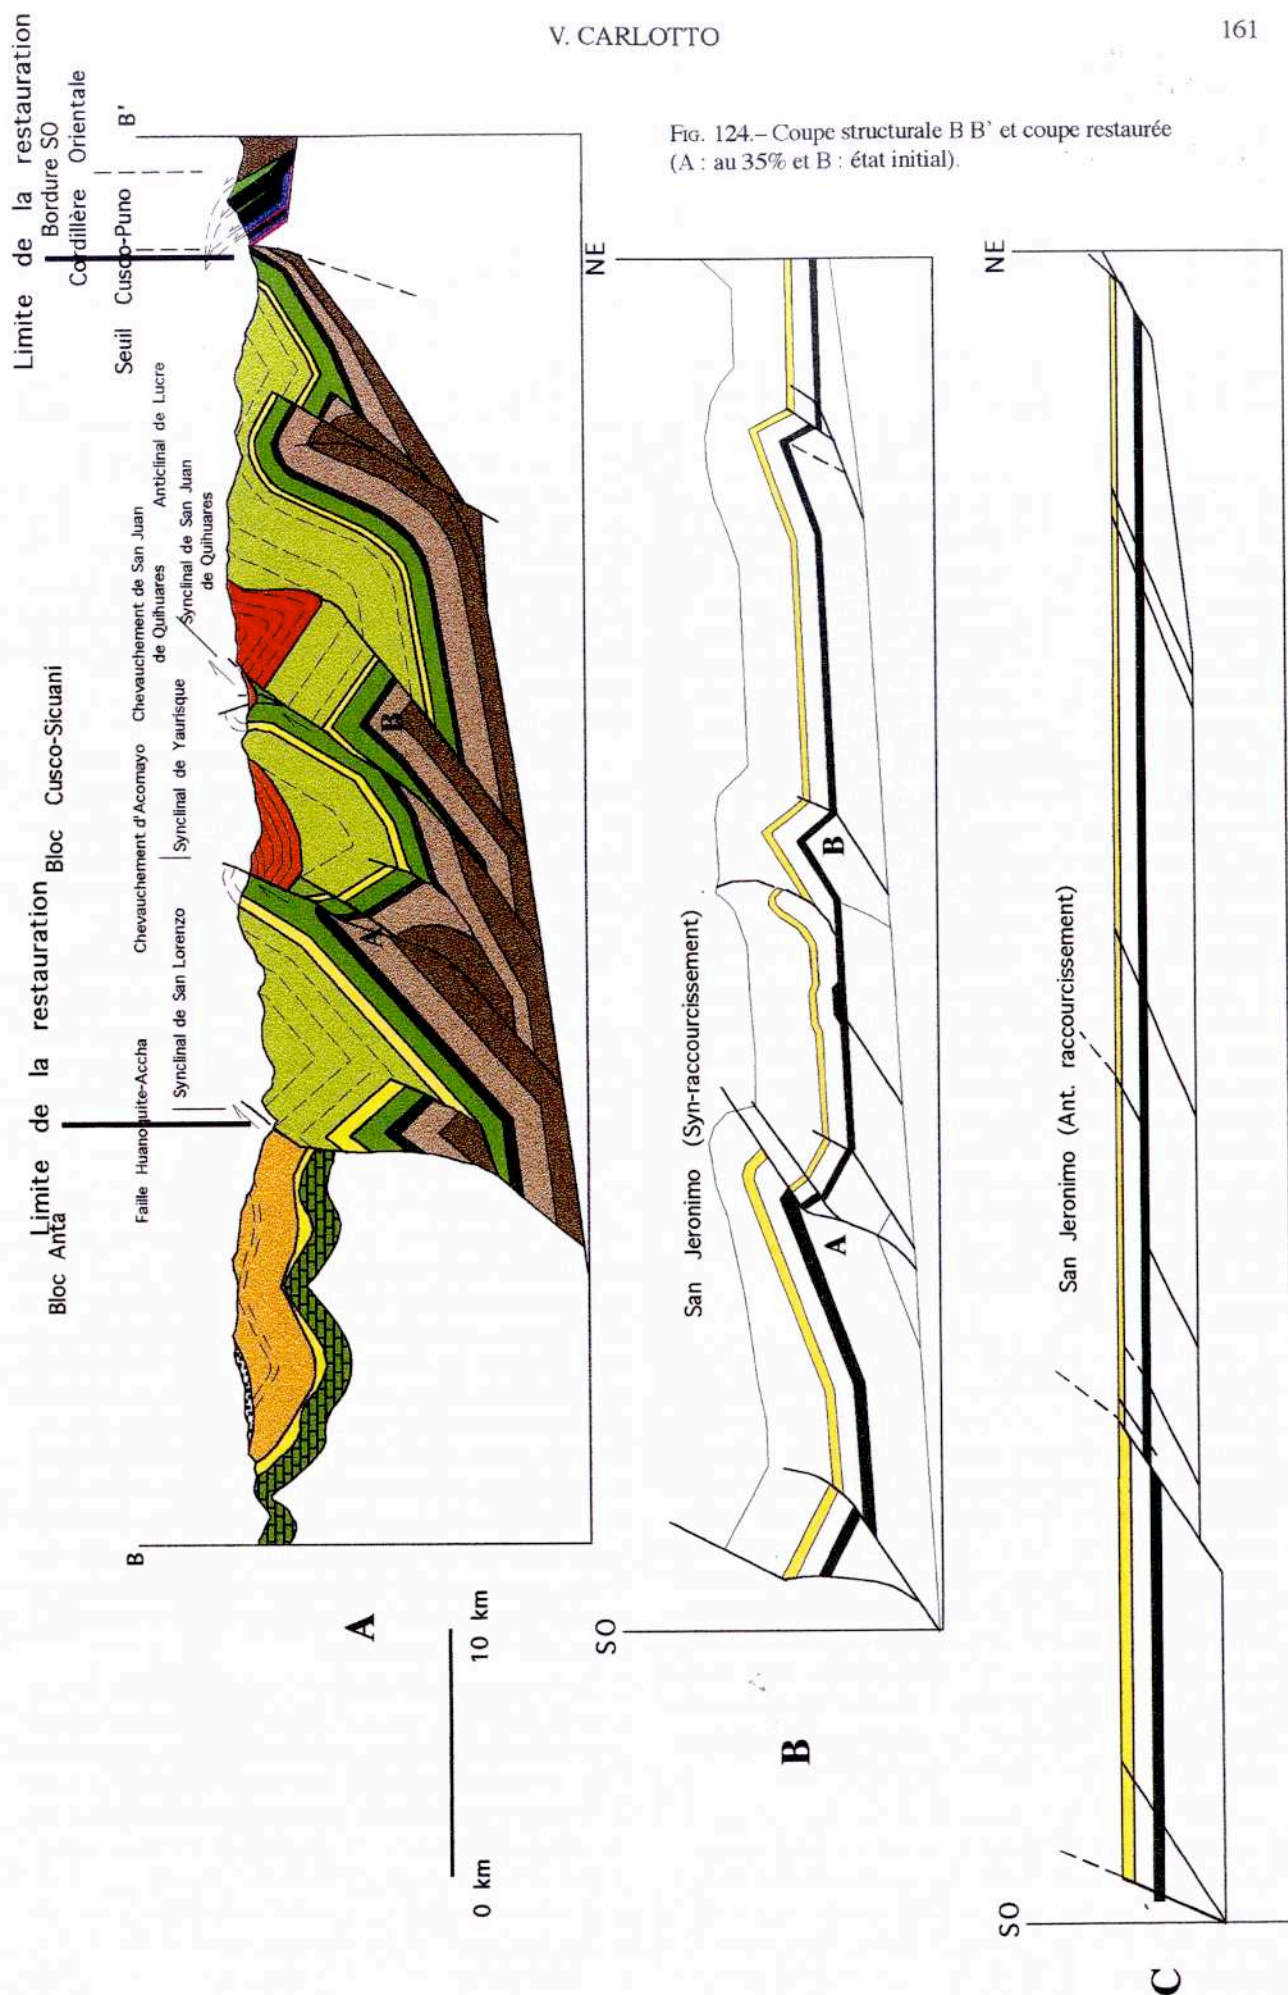 V. CARLOTTO
161
FIG. 124.– Coupe structurale B B' et coupe restaurée
(A : au 35% et B : état initial).
Limite de la restauration
Bordure SO
Cordillère Orientale
Seuil Cusco-Puno
B'
Limite de la restauration
Bloc Anta
Bloc Cusco-Sicuani
Faille Huanoquite-Accha
Chevauchement d'Acomayo
Chevauchement de San Juan
de Quihuares
Anticlinal de Lucre
Synclinal de San Lorenzo
Synclinal de Yaurisque
Synclinal de San Juan
de Quihuares
B
A
B
A
0 km
10 km
SO
NE
San Jeronimo (Syn-raccourcissement)
A
B
B
SO
NE
San Jeronimo (Ant. raccourcissement)
C